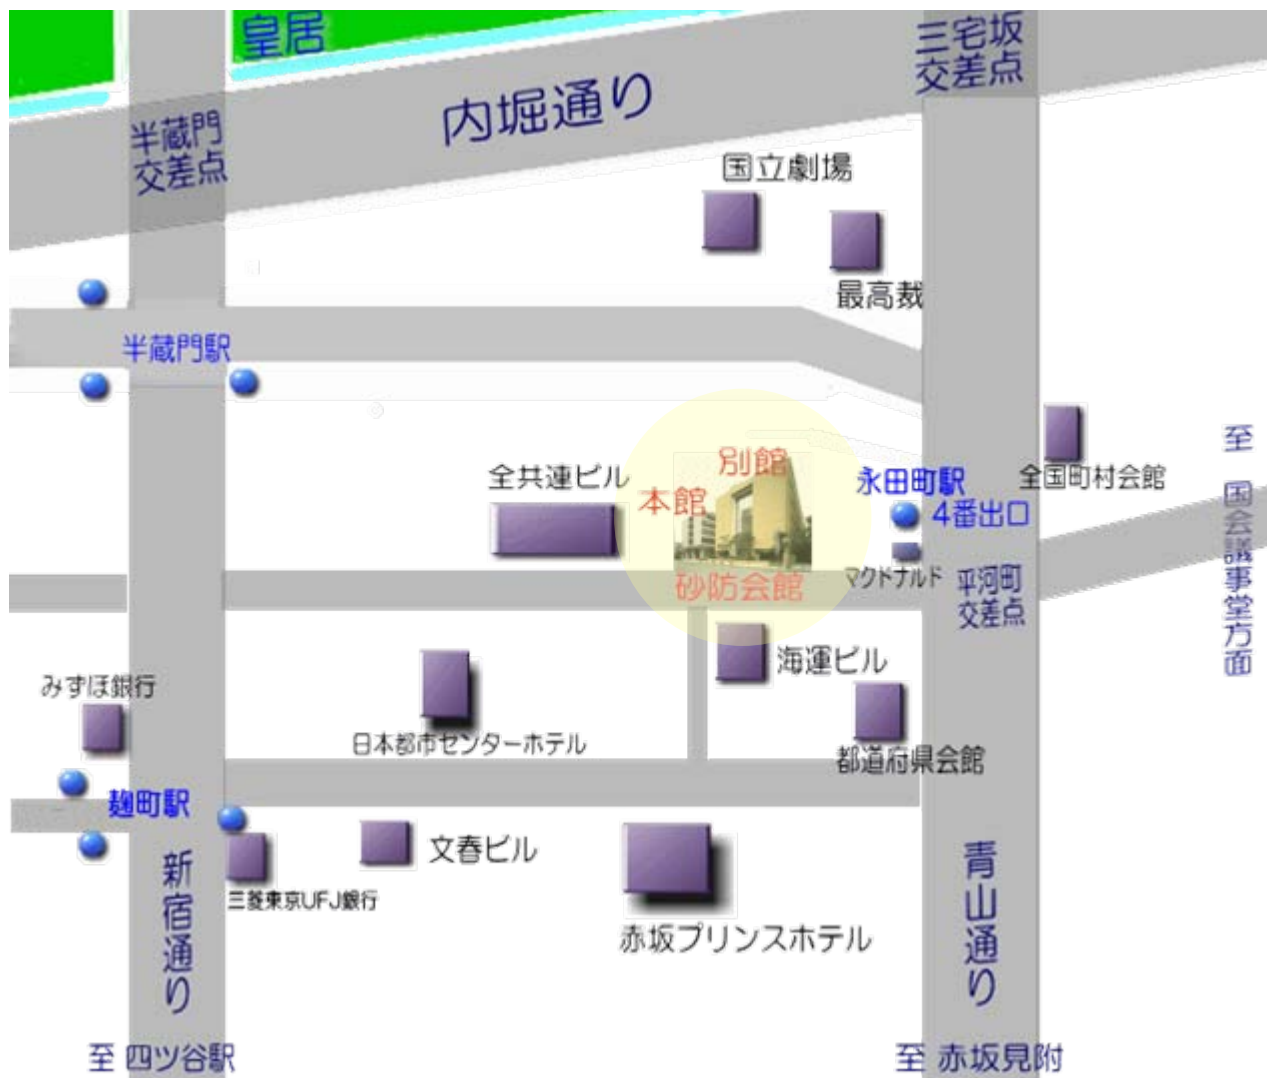 皇居
三宅坂
交差点
内堀通り
半蔵門
交差点
国立劇場
最高裁
半蔵門駅
別館
本館
全共連ビル
永田町駅
4番出口
全国町村会館
至 国会議事堂方面
砂防会館
マクドナルド
平河町
交差点
海運ビル
みずほ銀行
日本都市センターホテル
都道府県会館
麹町駅
文春ビル
三菱東京UFJ銀行
赤坂プリンスホテル
新宿通り
青山通り
至 四ツ谷駅
至 赤坂見附